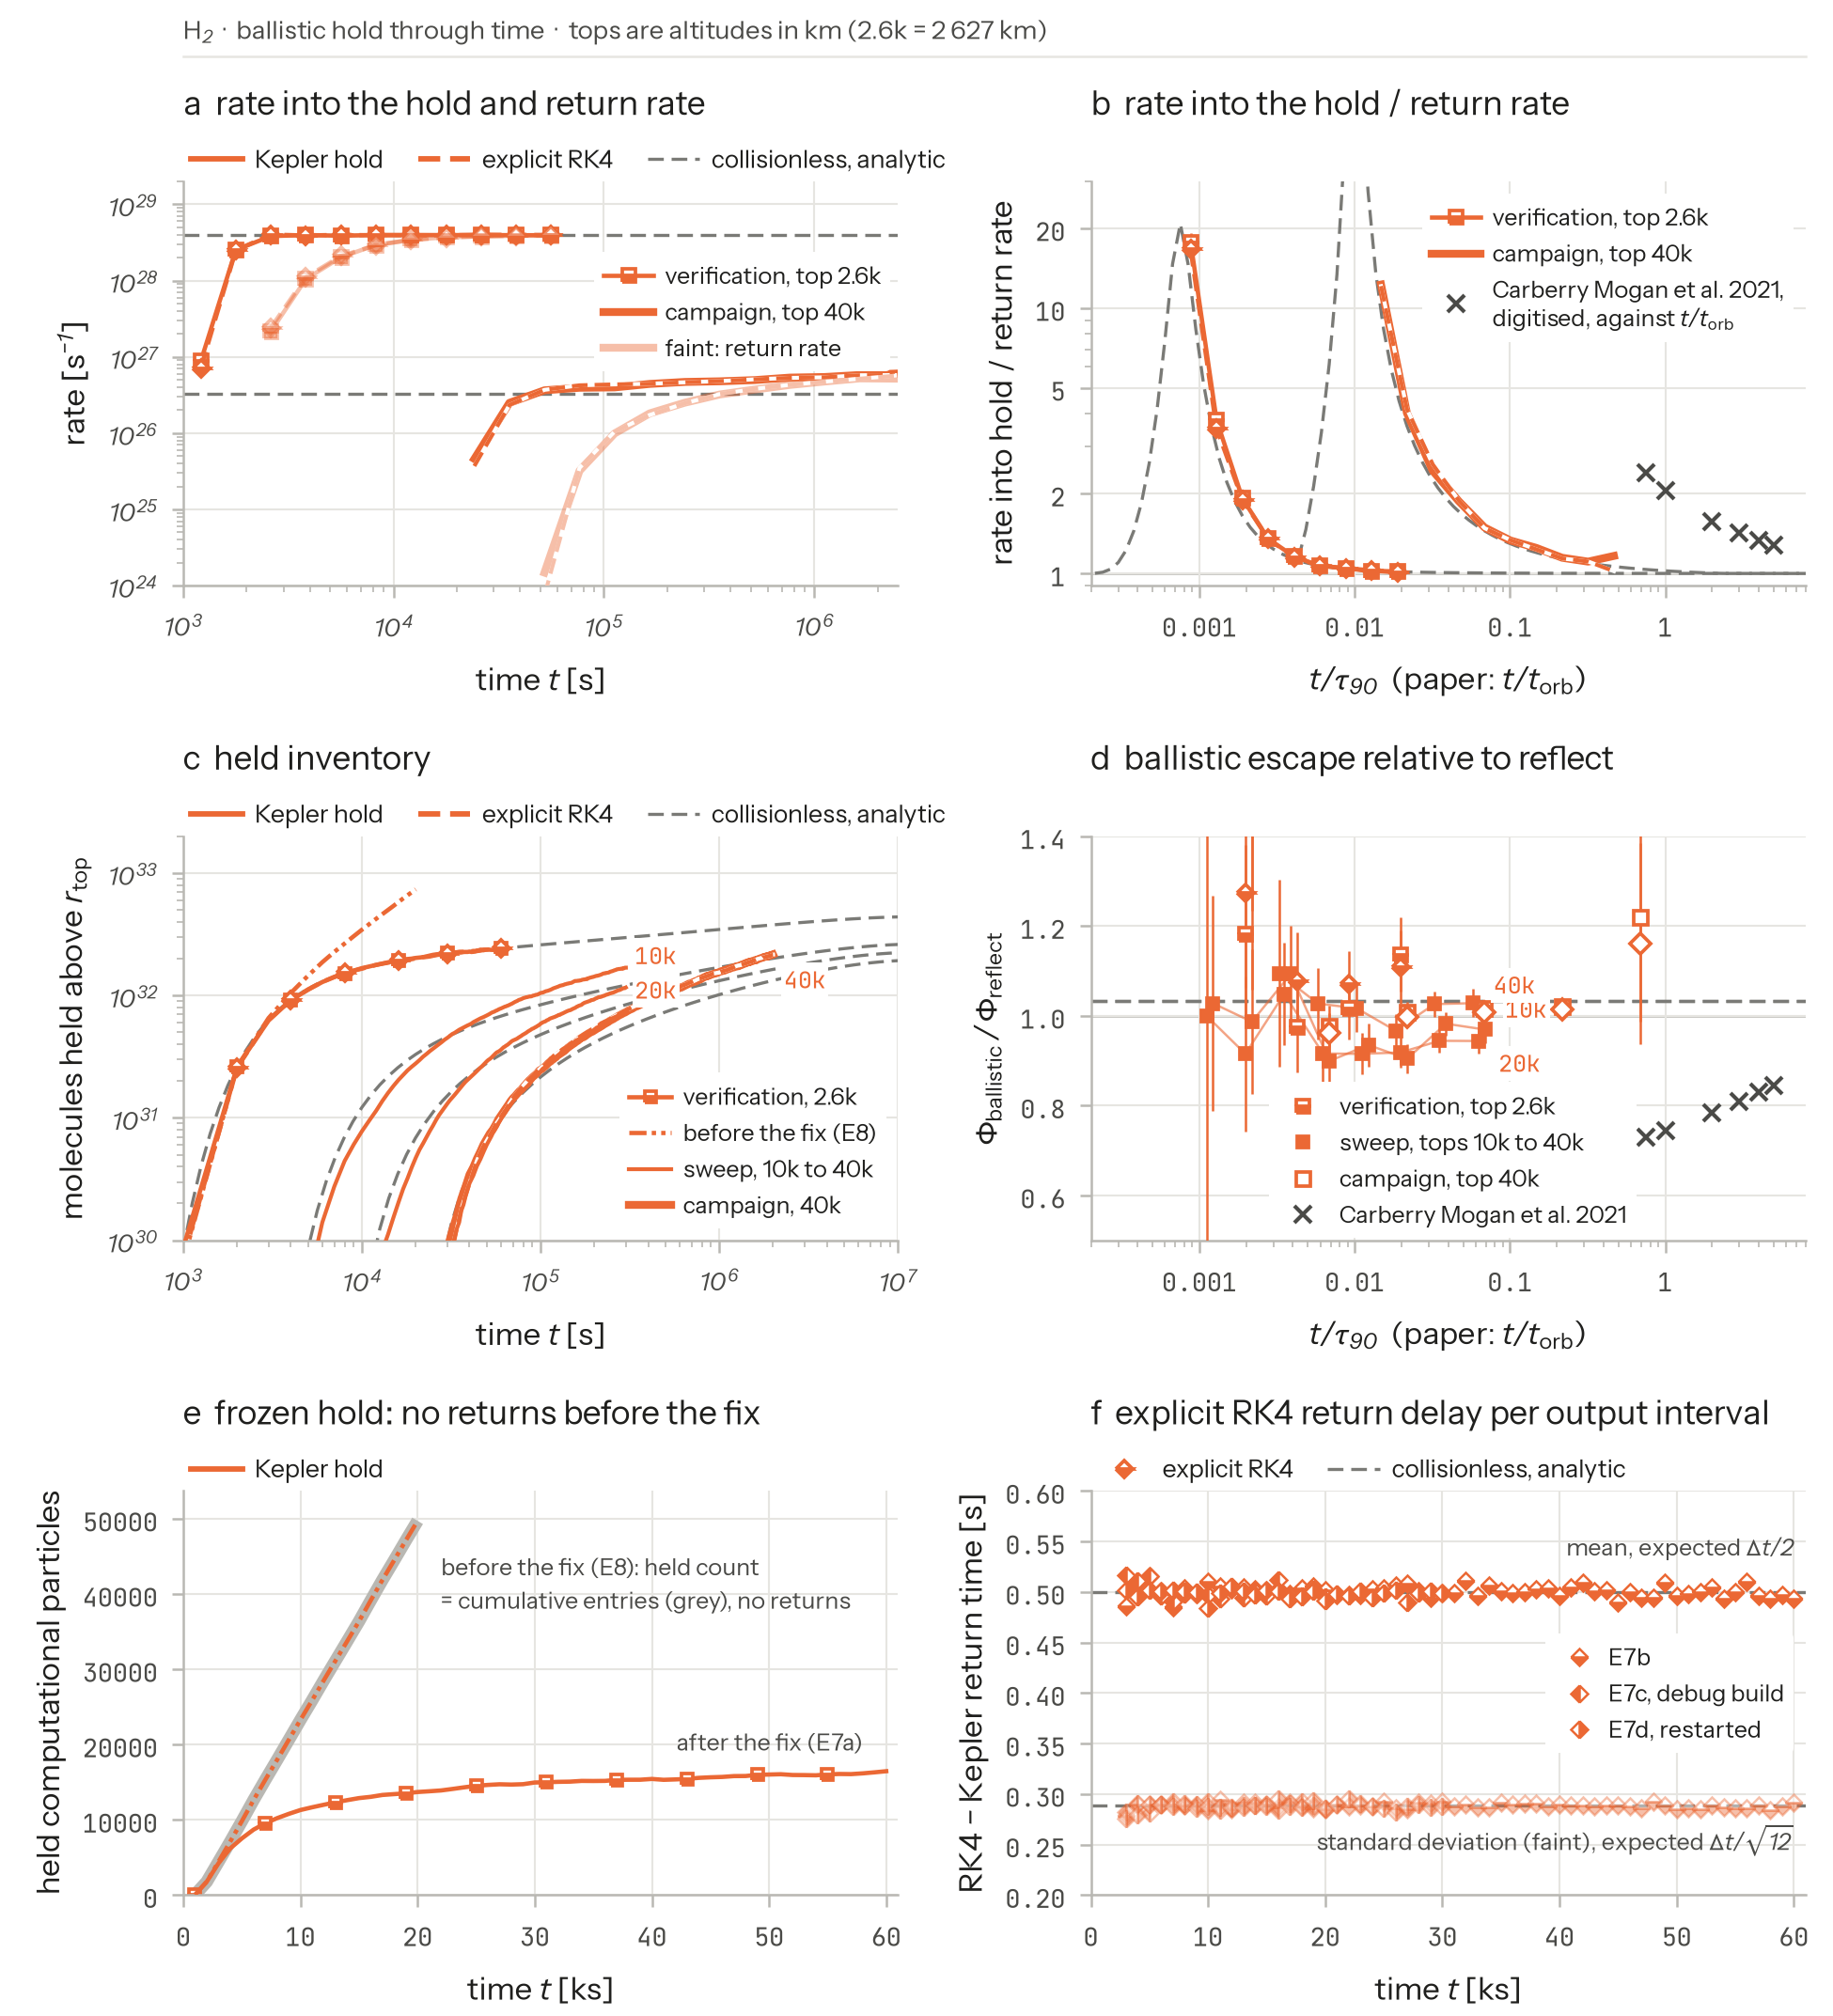 H2 · ballistic hold through time · tops are altitudes in km (2.6k = 2 627 km)
a rate into the hold and return rate
Kepler hold
explicit RK4
collisionless, analytic
10^29
10^28
10^27
10^26
10^25
10^24
rate [s^−1]
verification, top 2.6k
campaign, top 40k
faint: return rate
10^3
10^4
10^5
10^6
time t [s]
b rate into the hold / return rate
20
10
5
2
1
rate into hold / return rate
verification, top 2.6k
campaign, top 40k
Carberry Mogan et al. 2021,
digitised, against t/t_orb
0.001
0.01
0.1
1
t/τ90 (paper: t/t_orb)
c held inventory
Kepler hold
explicit RK4
collisionless, analytic
10^33
10^32
10^31
10^30
molecules held above r_top
10k
20k
40k
verification, 2.6k
before the fix (E8)
sweep, 10k to 40k
campaign, 40k
10^3
10^4
10^5
10^6
10^7
time t [s]
d ballistic escape relative to reflect
1.4
1.2
1.0
0.8
0.6
Φ_ballistic / Φ_reflect
40k
10k
20k
verification, top 2.6k
sweep, tops 10k to 40k
campaign, top 40k
Carberry Mogan et al. 2021
0.001
0.01
0.1
1
t/τ90 (paper: t/t_orb)
e frozen hold: no returns before the fix
Kepler hold
50000
40000
30000
20000
10000
0
held computational particles
before the fix (E8): held count
= cumulative entries (grey), no returns
after the fix (E7a)
0
10
20
30
40
50
60
time t [ks]
f explicit RK4 return delay per output interval
explicit RK4
collisionless, analytic
0.60
0.55
0.50
0.45
0.40
0.35
0.30
0.25
0.20
RK4 − Kepler return time [s]
mean, expected Δt/2
E7b
E7c, debug build
E7d, restarted
standard deviation (faint), expected Δt/√12
0
10
20
30
40
50
60
time t [ks]